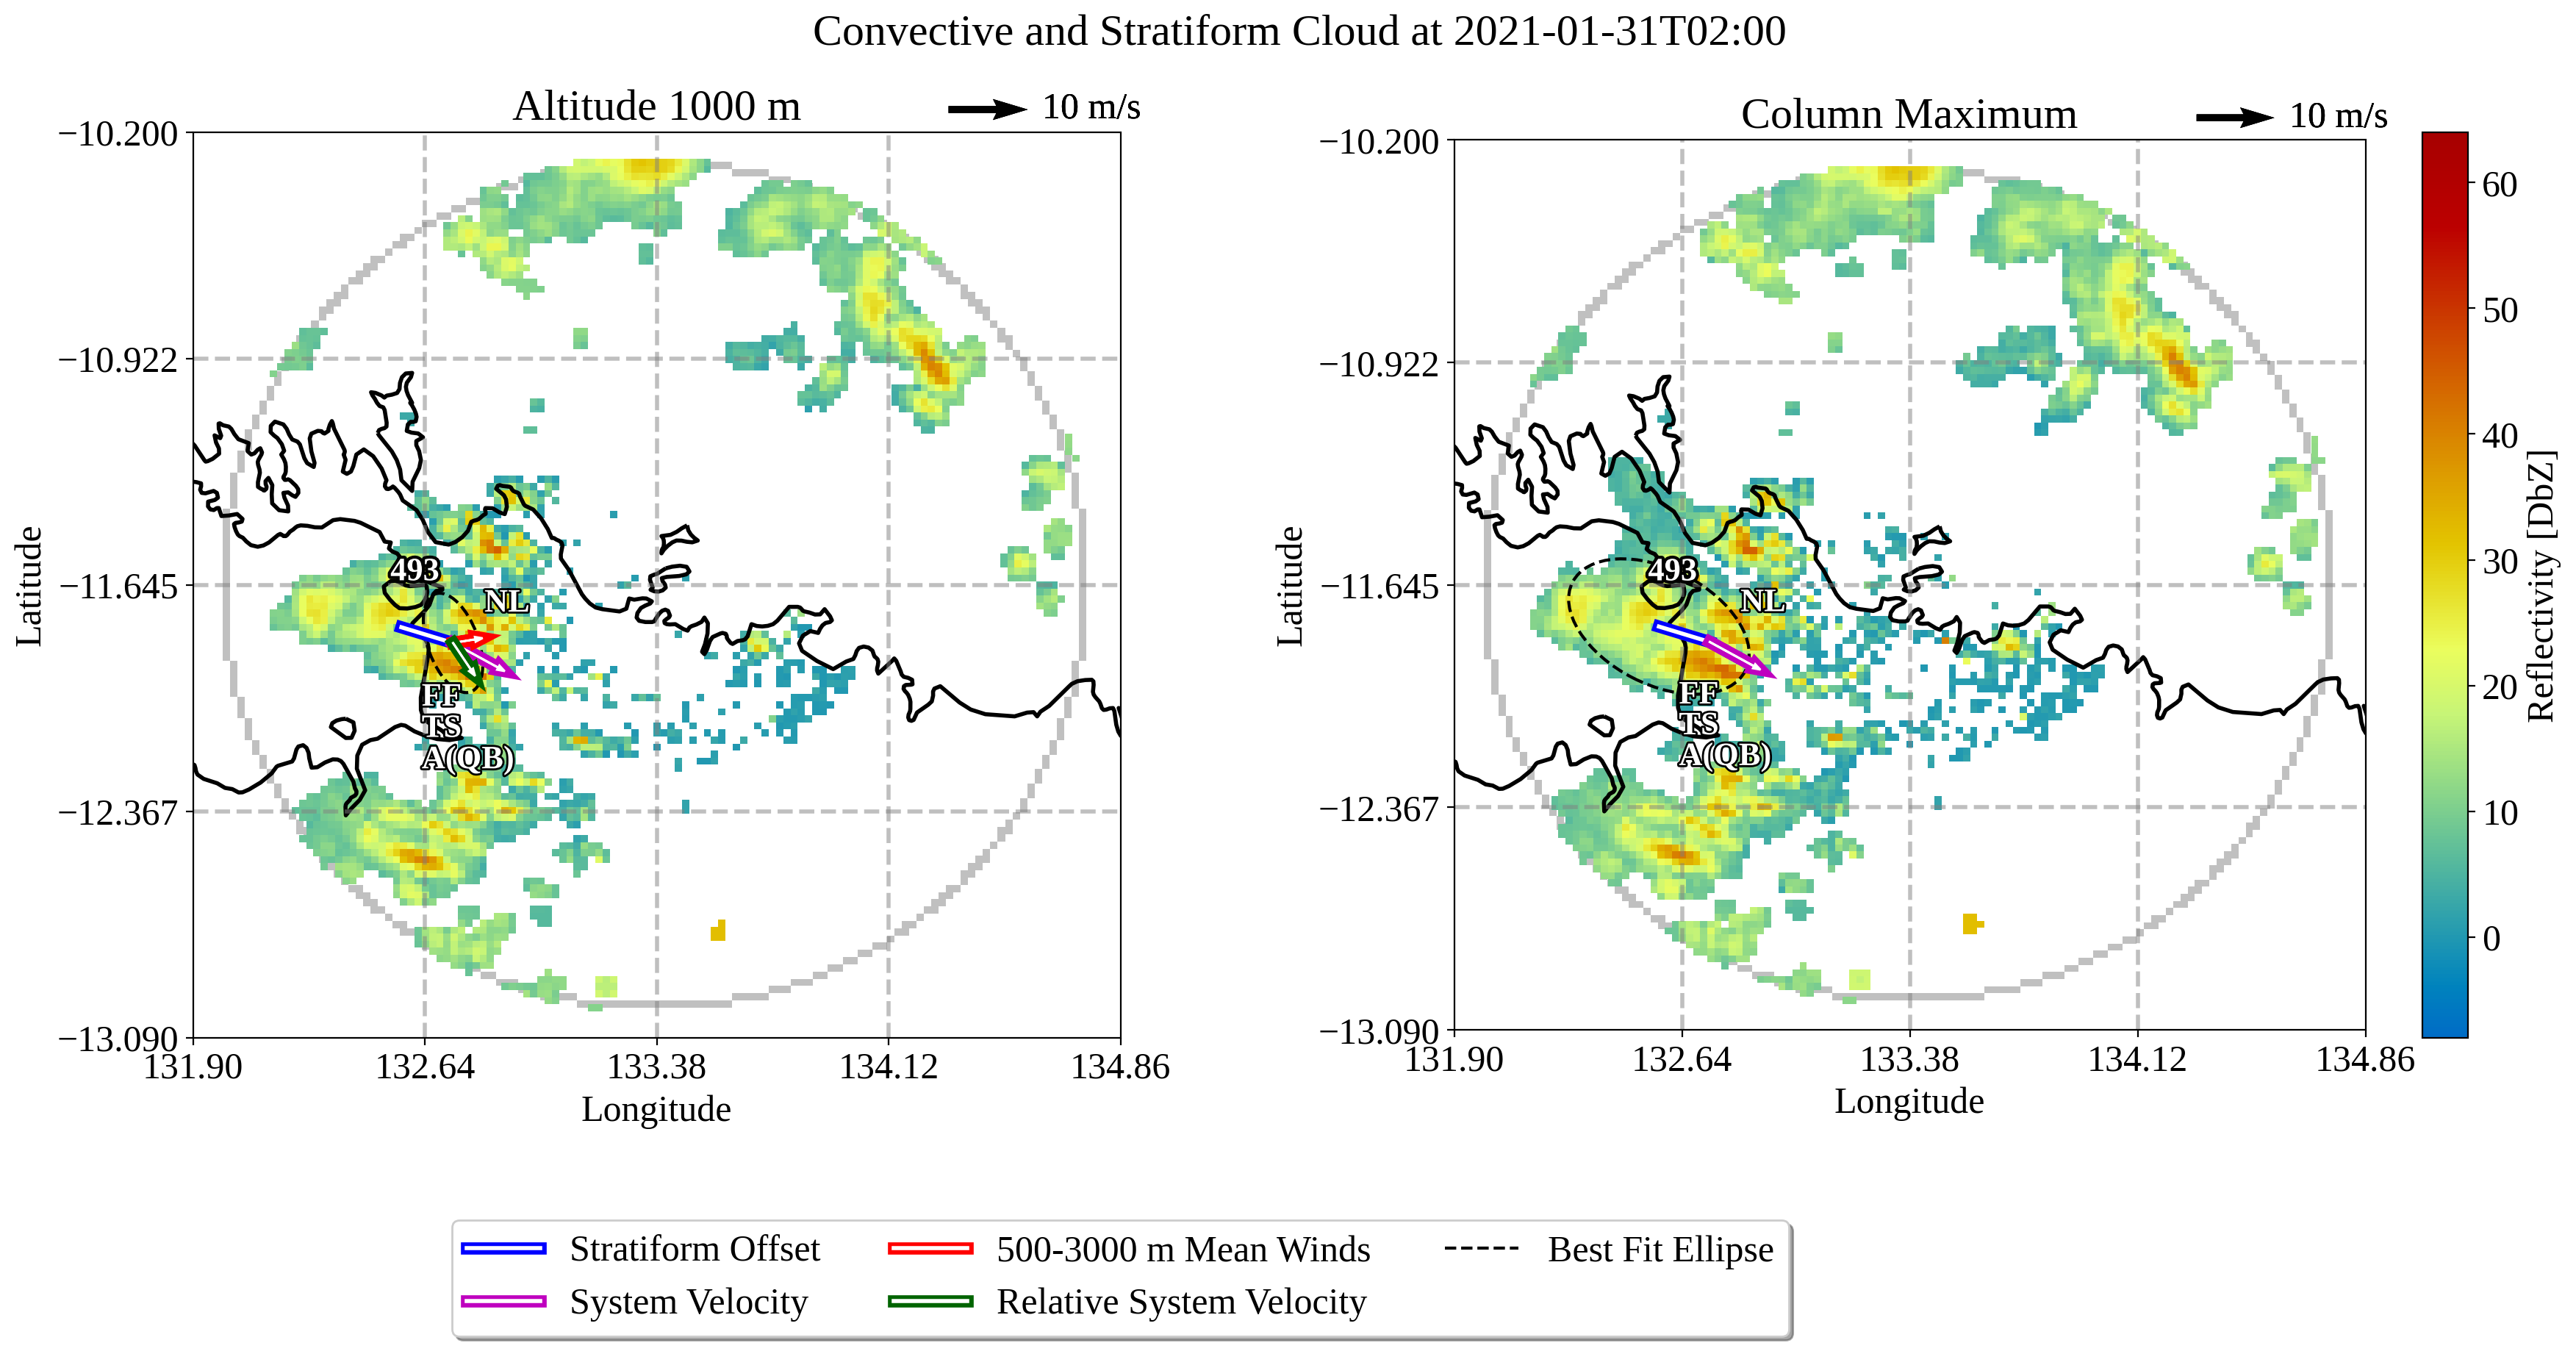 Convective and Stratiform Cloud at 2021-01-31T02:00
Altitude 1000 m
10 m/s
−10.200
−10.922
−11.645
−12.367
−13.090
131.90
132.64
133.38
134.12
134.86
Longitude
Latitude
493
NL
FF
TS
A(QB)
Column Maximum
10 m/s
−10.200
−10.922
−11.645
−12.367
−13.090
131.90
132.64
133.38
134.12
134.86
Longitude
Latitude
493
NL
FF
TS
A(QB)
60
50
40
30
20
10
0
Reflectivity [DbZ]
Stratiform Offset
System Velocity
500-3000 m Mean Winds
Relative System Velocity
Best Fit Ellipse